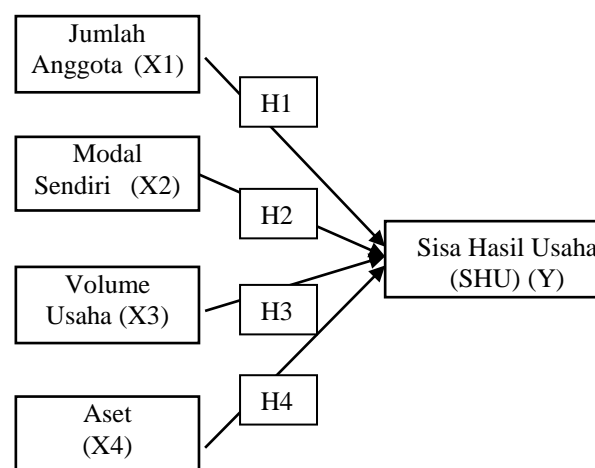 Jumlah
Anggota (X1)
H1
Modal
Sendiri (X2)
H2
Sisa Hasil Usaha
(SHU) (Y)
Volume
Usaha (X3)
H3
Aset
(X4)
H4